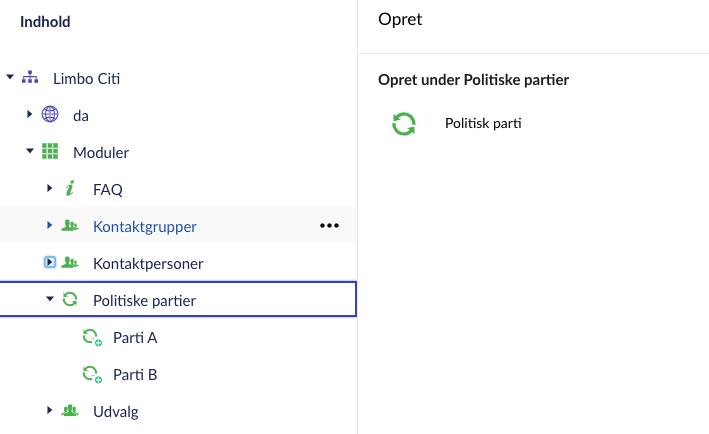 Indhold
Limbo Citi
da
Moduler
FAQ
Kontaktgrupper
Kontaktpersoner
Politiske partier
Parti A
Parti B
Udvalg
Opret
Opret under Politiske partier
Politisk parti